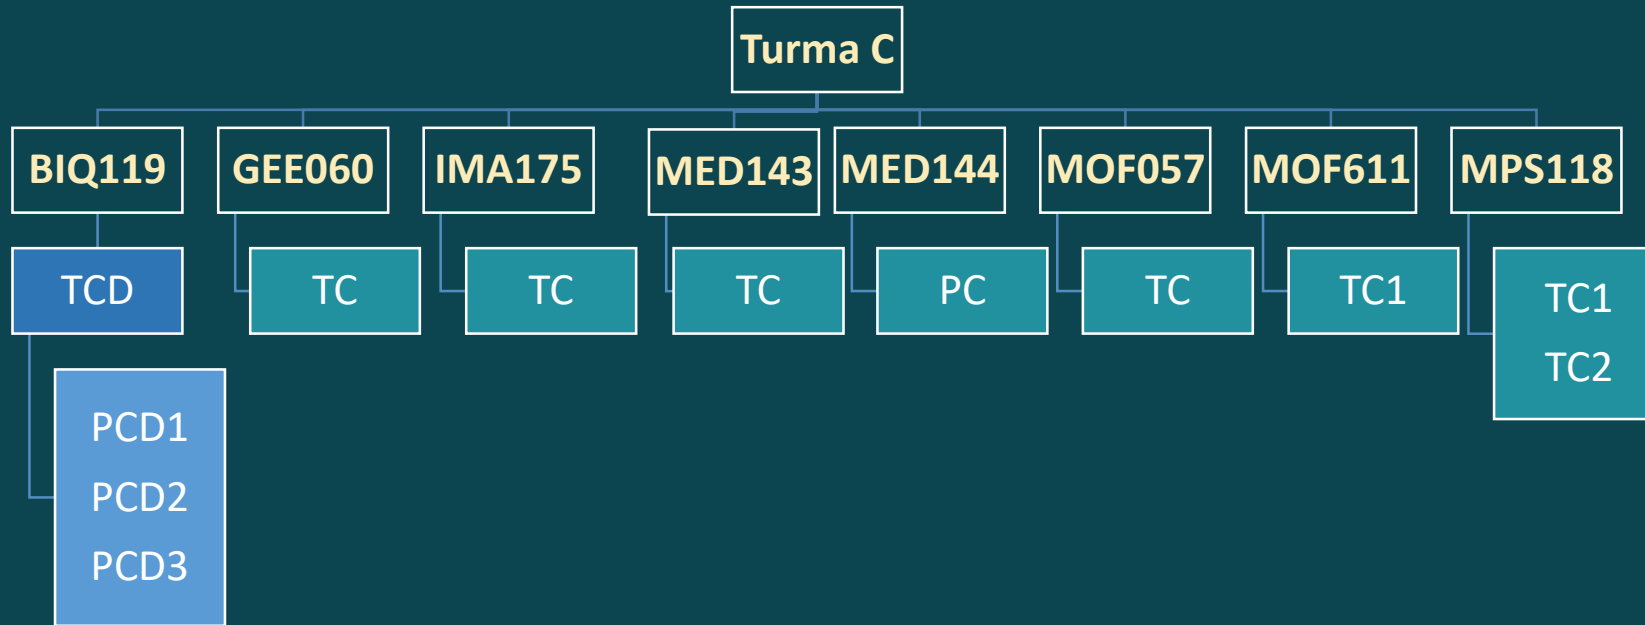 Turma C
BIQ119
GEE060
IMA175
MED143
MED144
MOF057
MOF611
MPS118
TCD
TC
TC
TC
PC
TC
TC1
TC1
TC2
PCD1
PCD2
PCD3